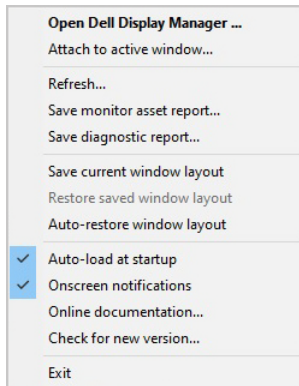 Open Dell Display Manager ...
Attach to active window...
Refresh...
Save monitor asset report...
Save diagnostic report...
Save current window layout
Restore saved window layout
Auto-restore window layout
Auto-load at startup
Onscreen notifications
Online documentation...
Check for new version...
Exit